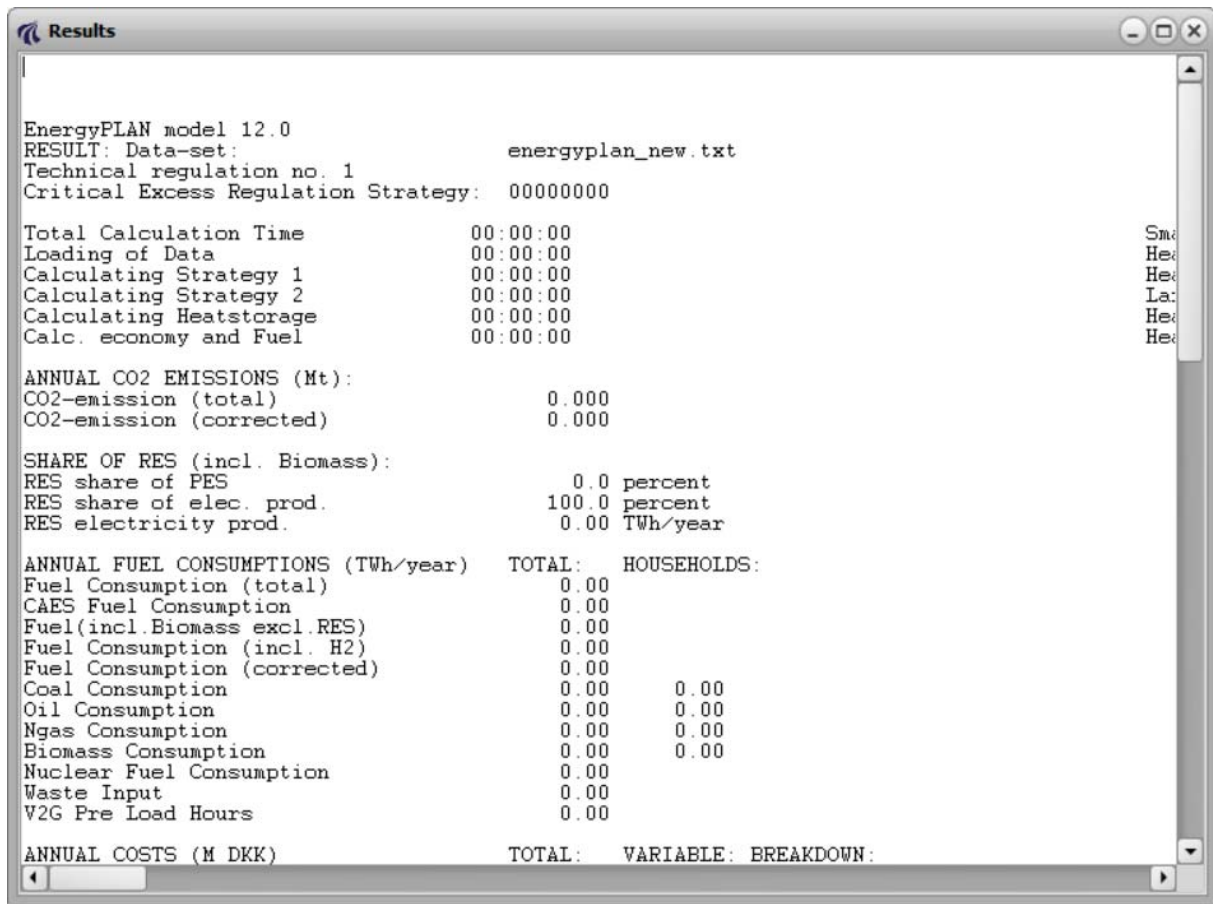 Results
EnergyPLAN model 12.0
RESULT: Data-set: energyplan_new.txt
Technical regulation no. 1
Critical Excess Regulation Strategy: 00000000
Total Calculation Time 00:00:00
Loading of Data 00:00:00
Calculating Strategy 1 00:00:00
Calculating Strategy 2 00:00:00
Calculating Heatstorage 00:00:00
Calc. economy and Fuel 00:00:00
ANNUAL CO2 EMISSIONS (Mt):
CO2-emission (total) 0.000
CO2-emission (corrected) 0.000
SHARE OF RES (incl. Biomass):
RES share of PES 0.0 percent
RES share of elec. prod. 100.0 percent
RES electricity prod. 0.00 TWh/year
ANNUAL FUEL CONSUMPTIONS (TWh/year) TOTAL: HOUSEHOLDS:
Fuel Consumption (total) 0.00
CAES Fuel Consumption 0.00
Fuel(incl.Biomass excl.RES) 0.00
Fuel Consumption (incl. H2) 0.00
Fuel Consumption (corrected) 0.00
Coal Consumption 0.00 0.00
Oil Consumption 0.00 0.00
Ngas Consumption 0.00 0.00
Biomass Consumption 0.00 0.00
Nuclear Fuel Consumption 0.00
Waste Input 0.00
V2G Pre Load Hours 0.00
ANNUAL COSTS (M DKK) TOTAL: VARIABLE: BREAKDOWN: